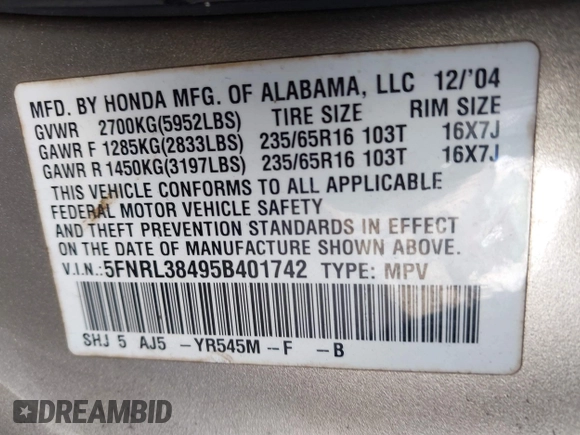 MFD. BY HONDA MFG. OF ALABAMA, LLC 12/'04
GVWR 2700KG(5952LBS) TIRE SIZE RIM SIZE
GAWR F 1285KG(2833LBS) 235/65R16 103T 16X7J
GAWR R 1450KG(3197LBS) 235/65R16 103T 16X7J
THIS VEHICLE CONFORMS TO ALL APPLICABLE
FEDERAL MOTOR VEHICLE SAFETY
AND THEFT PREVENTION STANDARDS IN EFFECT
ON THE DATE OF MANUFACTURE SHOWN ABOVE.
V.I.N.:5FNRL38495B401742 TYPE: MPV
SHJ 5 AJ5 -YR545M--F -B
DREAMBID